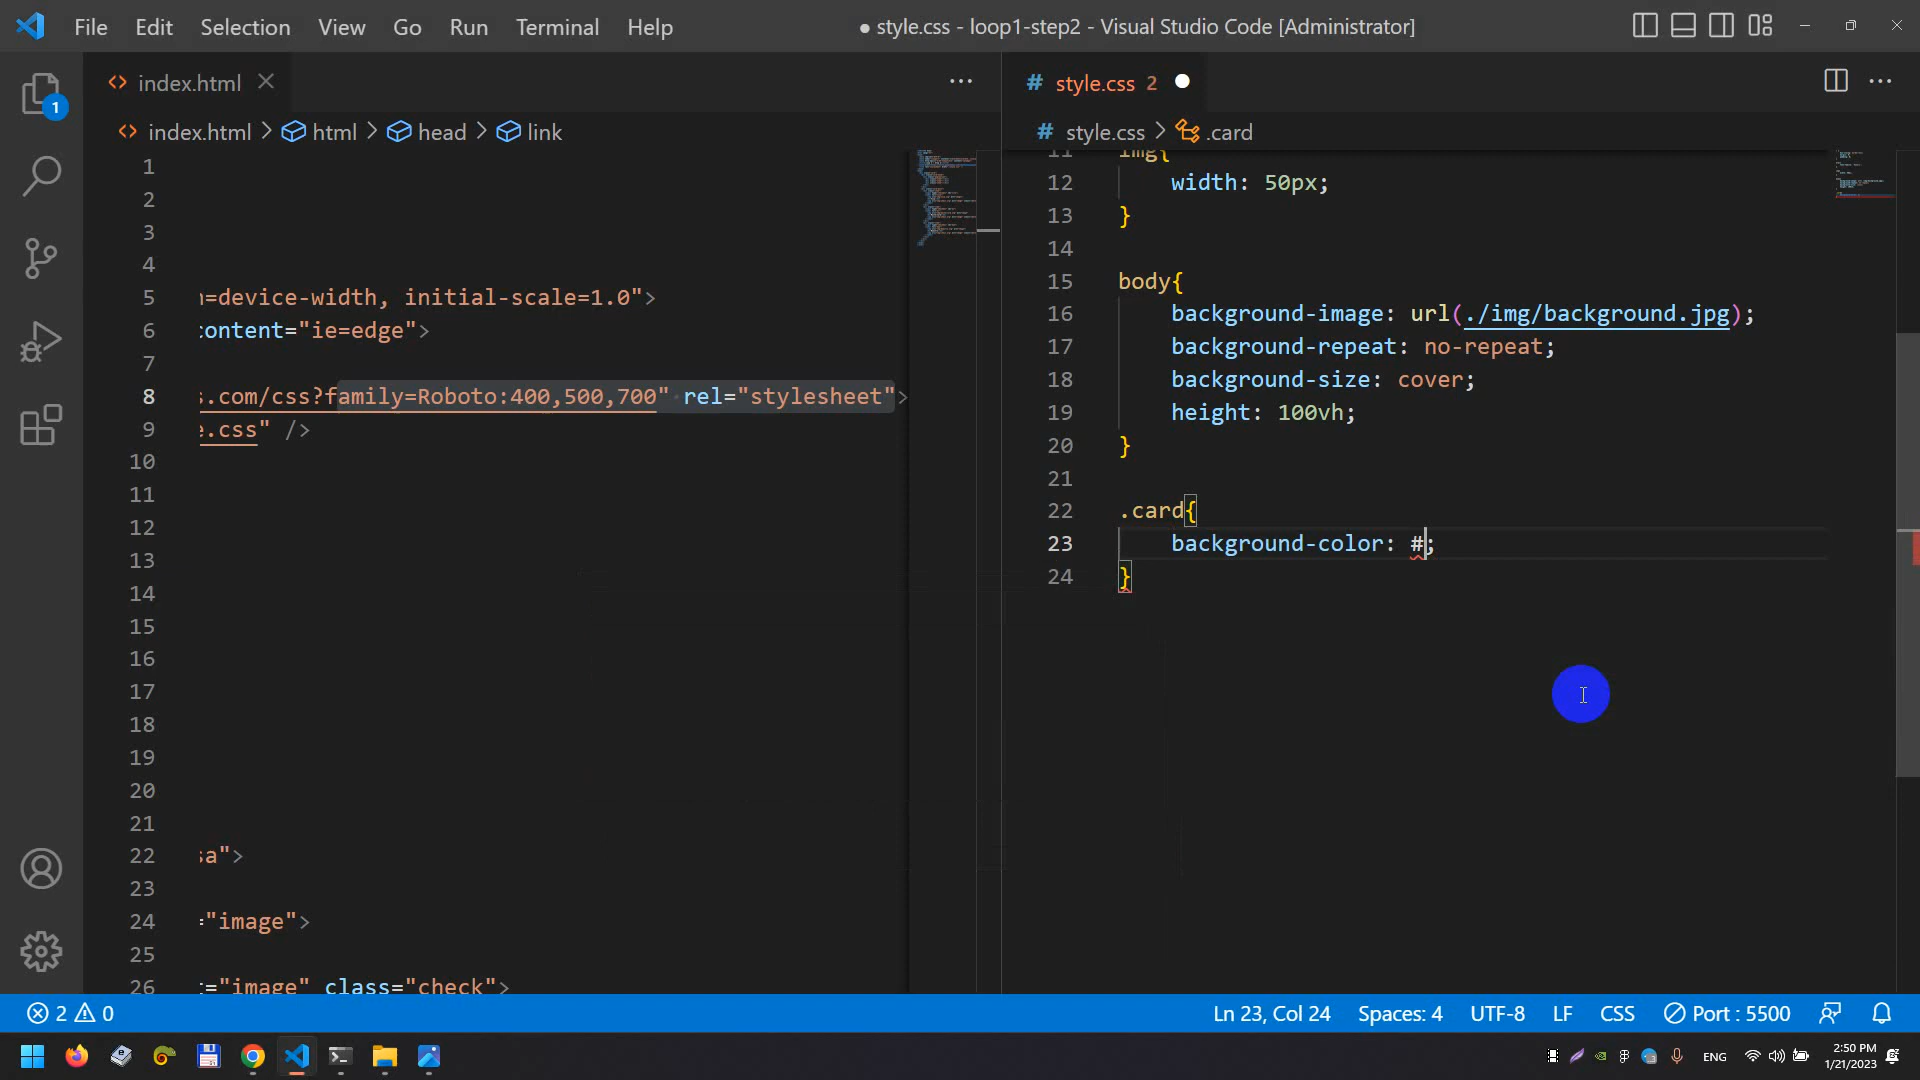 File Edit Selection View Go Run Terminal Help
● style.css - loop1-step2 - Visual Studio Code [Administrator]
1
<> index.html
# style.css 2
<> index.html > html > head > link
# style.css > .card
1
2
3
4
5 =device-width, initial-scale=1.0">
6 content="ie=edge">
7
8 s.com/css?family=Roboto:400,500,700" rel="stylesheet">
9 e.css" />
10
11
12
13
14
15
16
17
18
19
20
21
22 sa">
23
24 ="image">
25
26 ="image" class="check">
11 img{
12 width: 50px;
13 }
14
15 body{
16 background-image: url(./img/background.jpg);
17 background-repeat: no-repeat;
18 background-size: cover;
19 height: 100vh;
20 }
21
22 .card{
23 background-color: #;
24 }
2 0
Ln 23, Col 24 Spaces: 4 UTF-8 LF CSS Port : 5500
ENG
2:50 PM
1/21/2023